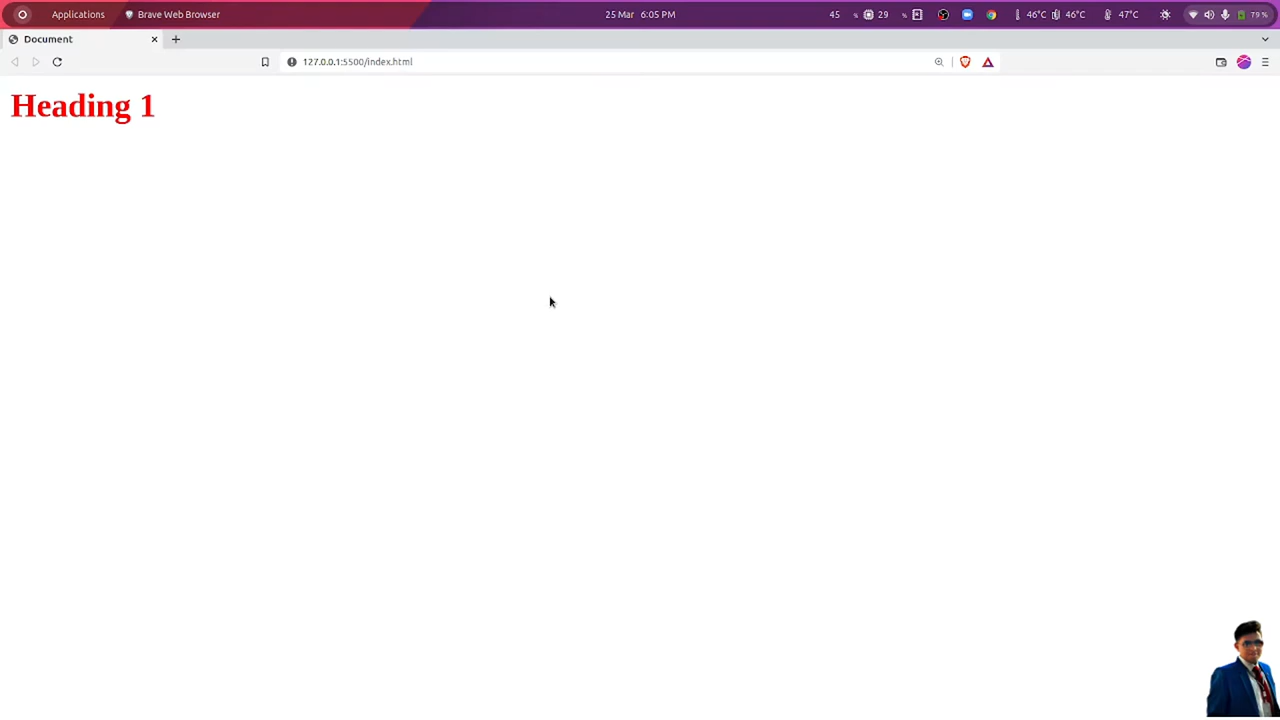 Applications Brave Web Browser 25 Mar 6:05 PM 45 % 29 % 46°C 46°C 47°C 79 %
Document
127.0.0.1:5500/index.html
Heading 1